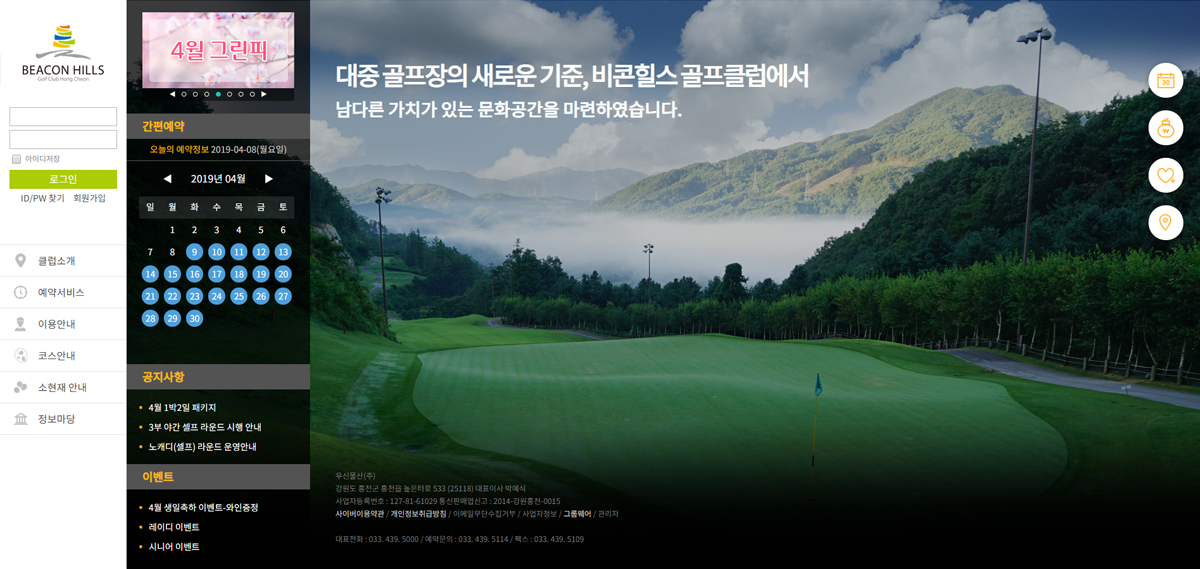 BEACON HILLS
Golf Club Hong Cheon
아이디저장
로그인
ID/PW 찾기 회원가입
클럽소개
예약서비스
이용안내
코스안내
소현재 안내
정보마당
4월 그린피
간편예약
오늘의 예약정보 2019-04-08(월요일)
◀ 2019년 04월 ▶
일 월 화 수 목 금 토
1 2 3 4 5 6
7 8 9 10 11 12 13
14 15 16 17 18 19 20
21 22 23 24 25 26 27
28 29 30
공지사항
4월 1박2일 패키지
3부 야간 셀프 라운드 시행 안내
노캐디(셀프) 라운드 운영안내
이벤트
4월 생일축하 이벤트-와인증정
레이디 이벤트
시니어 이벤트
대중 골프장의 새로운 기준, 비콘힐스 골프클럽에서
남다른 가치가 있는 문화공간을 마련하였습니다.
30
₩
우신물산(주)
강원도 홍천군 홍천읍 높은터로 533 (25118) 대표이사 박예식
사업자등록번호 : 127-81-61029 통신판매업신고 : 2014-강원홍천-0015
사이버이용약관 / 개인정보취급방침 / 이메일무단수집거부 / 사업자정보 / 그룹웨어 / 관리자
대표전화 : 033. 439. 5000 / 예약문의 : 033. 439. 5114 / 팩스 : 033. 439. 5109